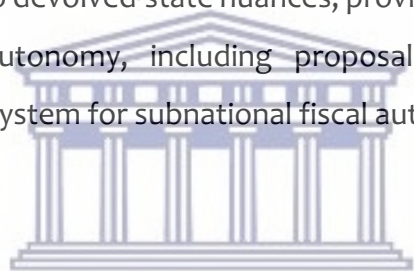 devolved state nuances, provi
utonomy, including proposal
ystem for subnational fiscal aut